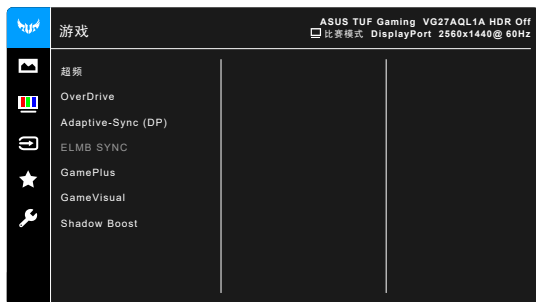 ASUS TUF Gaming VG27AQL1A HDR Off
游戏
比赛模式 DisplayPort 2560x1440@ 60Hz
超频
OverDrive
Adaptive-Sync (DP)
ELMB SYNC
GamePlus
GameVisual
Shadow Boost